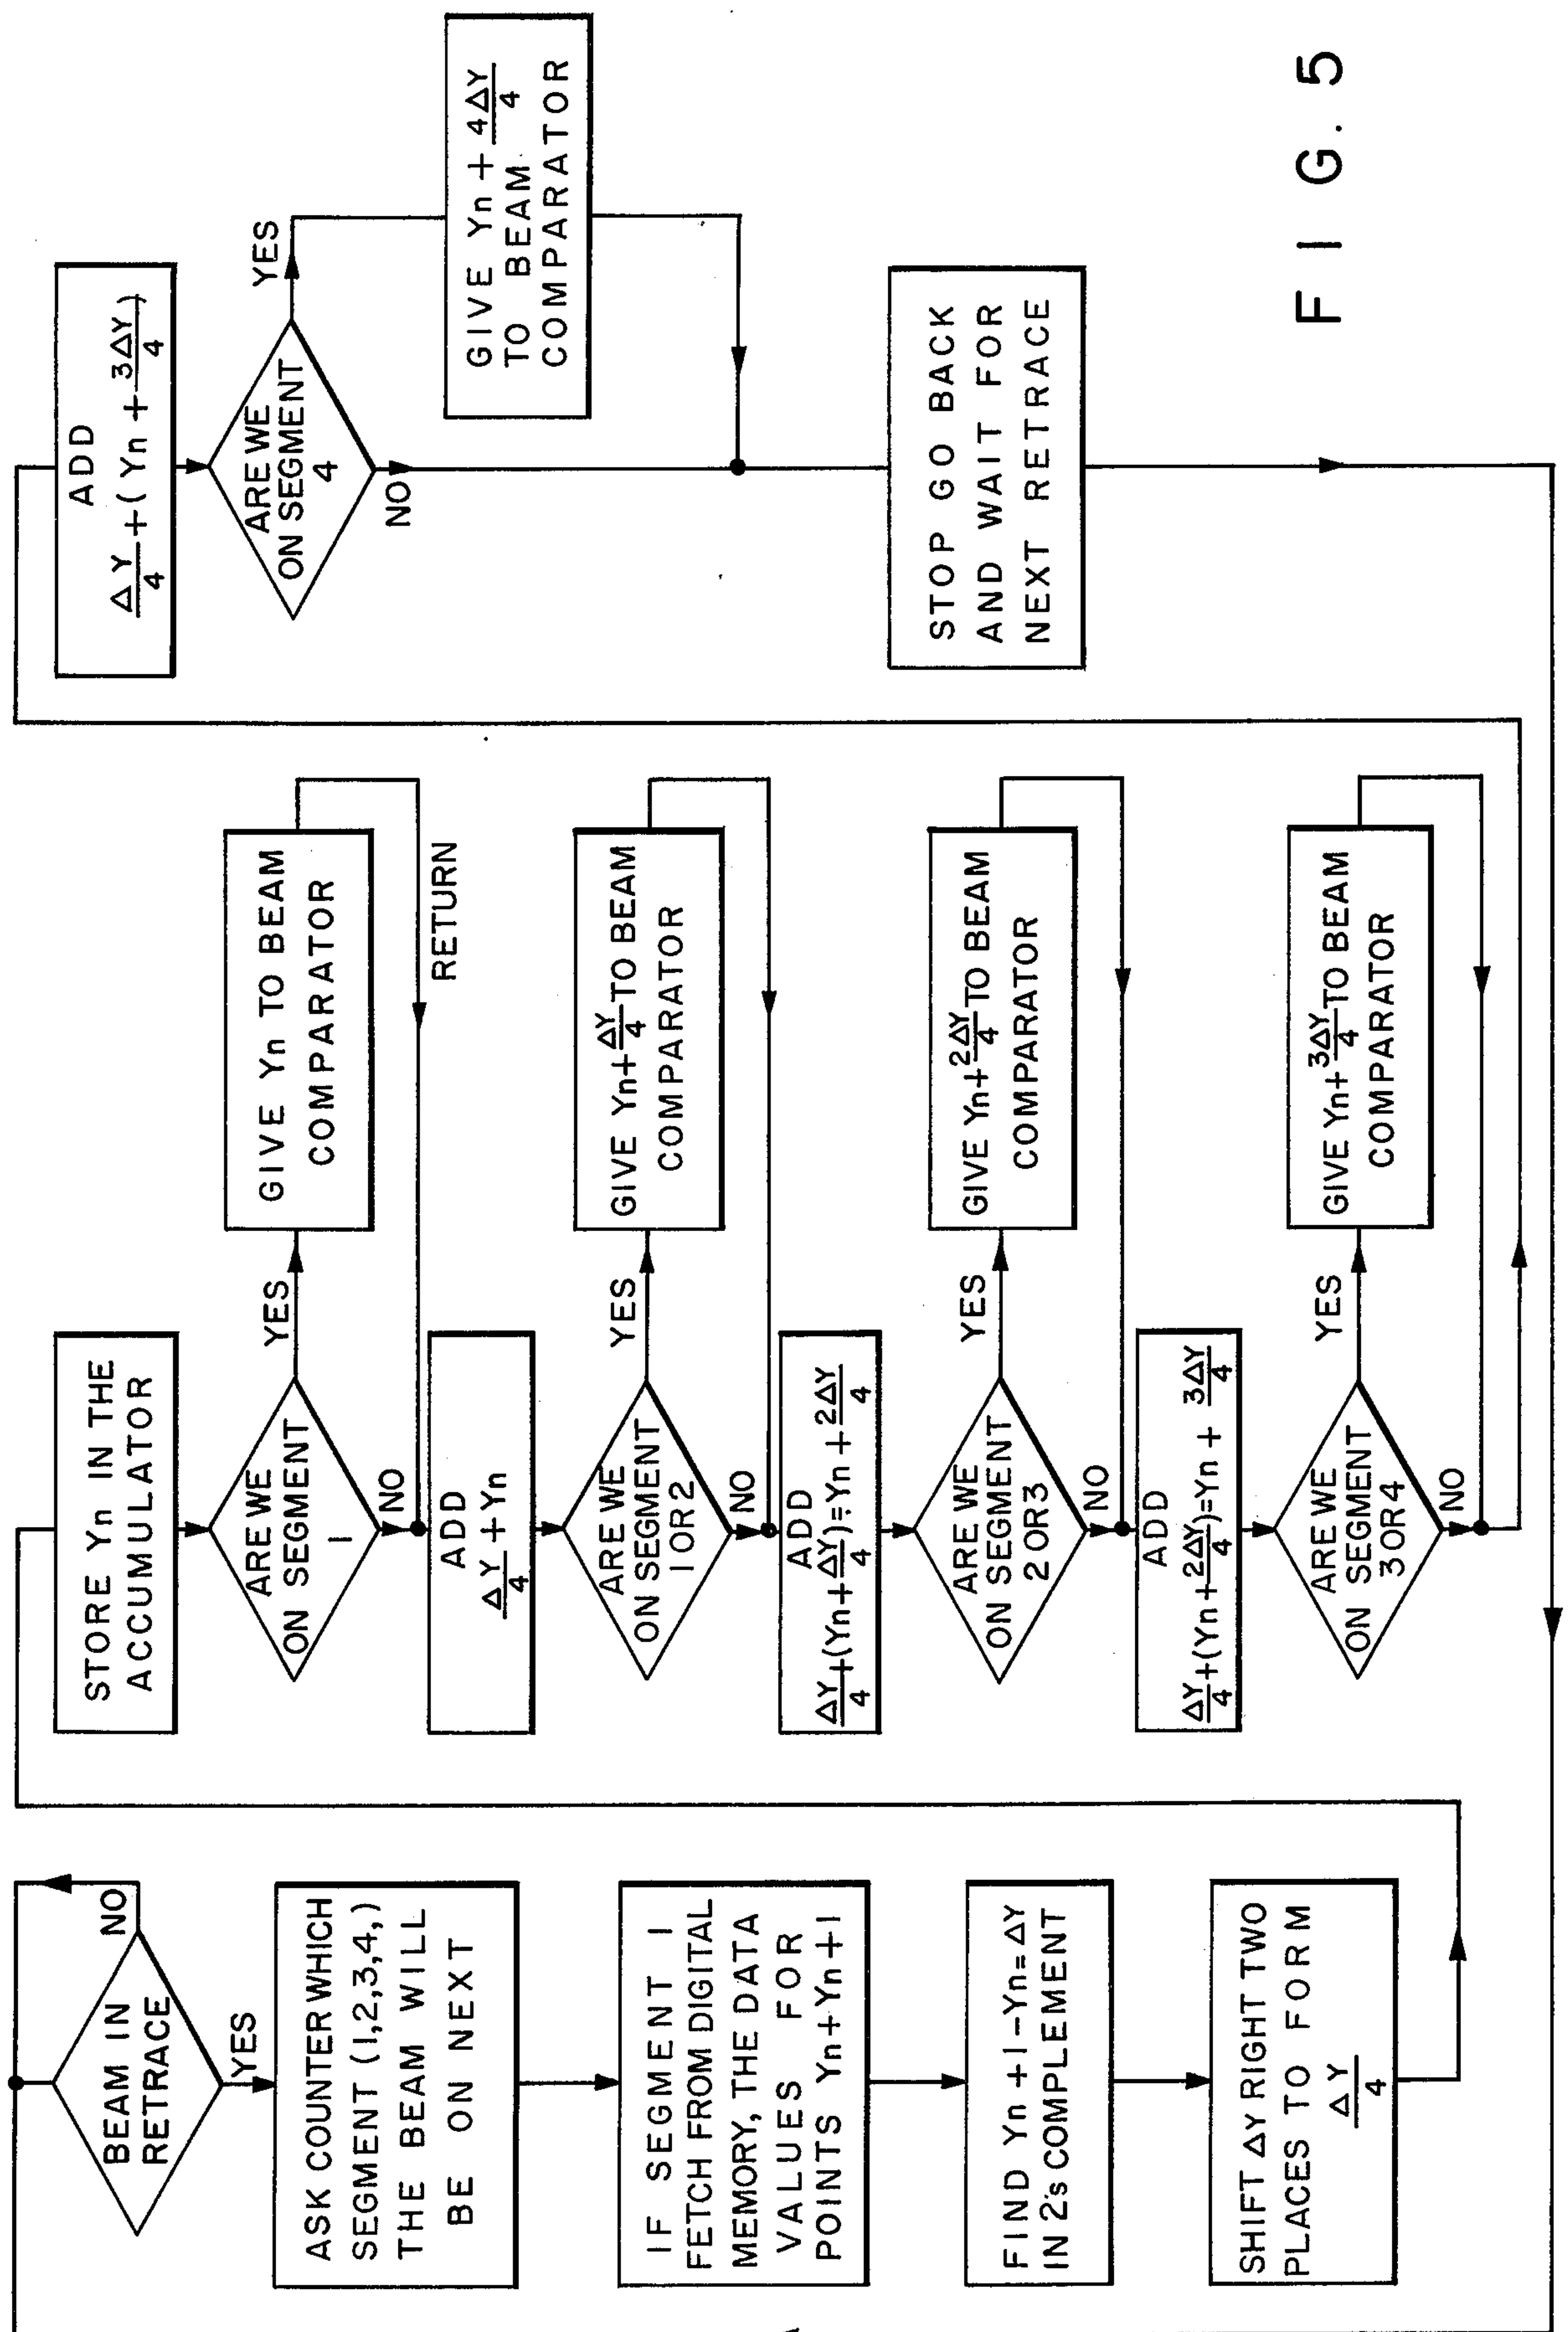 BEAM IN
RETRACE
NO
YES
ASK COUNTER WHICH
SEGMENT (1,2,3,4,)
THE BEAM WILL
BE ON NEXT
IF SEGMENT 1
FETCH FROM DIGITAL
MEMORY, THE DATA
VALUES FOR
POINTS Yn + Yn + 1
FIND Yn + 1 - Yn = ΔY
IN 2's COMPLEMENT
SHIFT ΔY RIGHT TWO
PLACES TO FORM
ΔY/4
STORE Yn IN THE
ACCUMULATOR
ARE WE
ON SEGMENT
1
YES
NO
GIVE Yn TO BEAM
COMPARATOR
RETURN
ADD
ΔY/4 + Yn
ARE WE
ON SEGMENT
1 OR 2
YES
NO
GIVE Yn + ΔY/4 TO BEAM
COMPARATOR
ADD
ΔY/4 + (Yn + ΔY/4) = Yn + 2ΔY/4
ARE WE
ON SEGMENT
2 OR 3
YES
NO
GIVE Yn + 2ΔY/4 TO BEAM
COMPARATOR
ADD
ΔY/4 + (Yn + 2ΔY/4) = Yn + 3ΔY/4
ARE WE
ON SEGMENT
3 OR 4
YES
NO
GIVE Yn + 3ΔY/4 TO BEAM
COMPARATOR
ADD
ΔY/4 + (Yn + 3ΔY/4)
ARE WE
ON SEGMENT
4
YES
NO
GIVE Yn + 4ΔY/4
TO BEAM
COMPARATOR
STOP GO BACK
AND WAIT FOR
NEXT RETRACE
FIG. 5